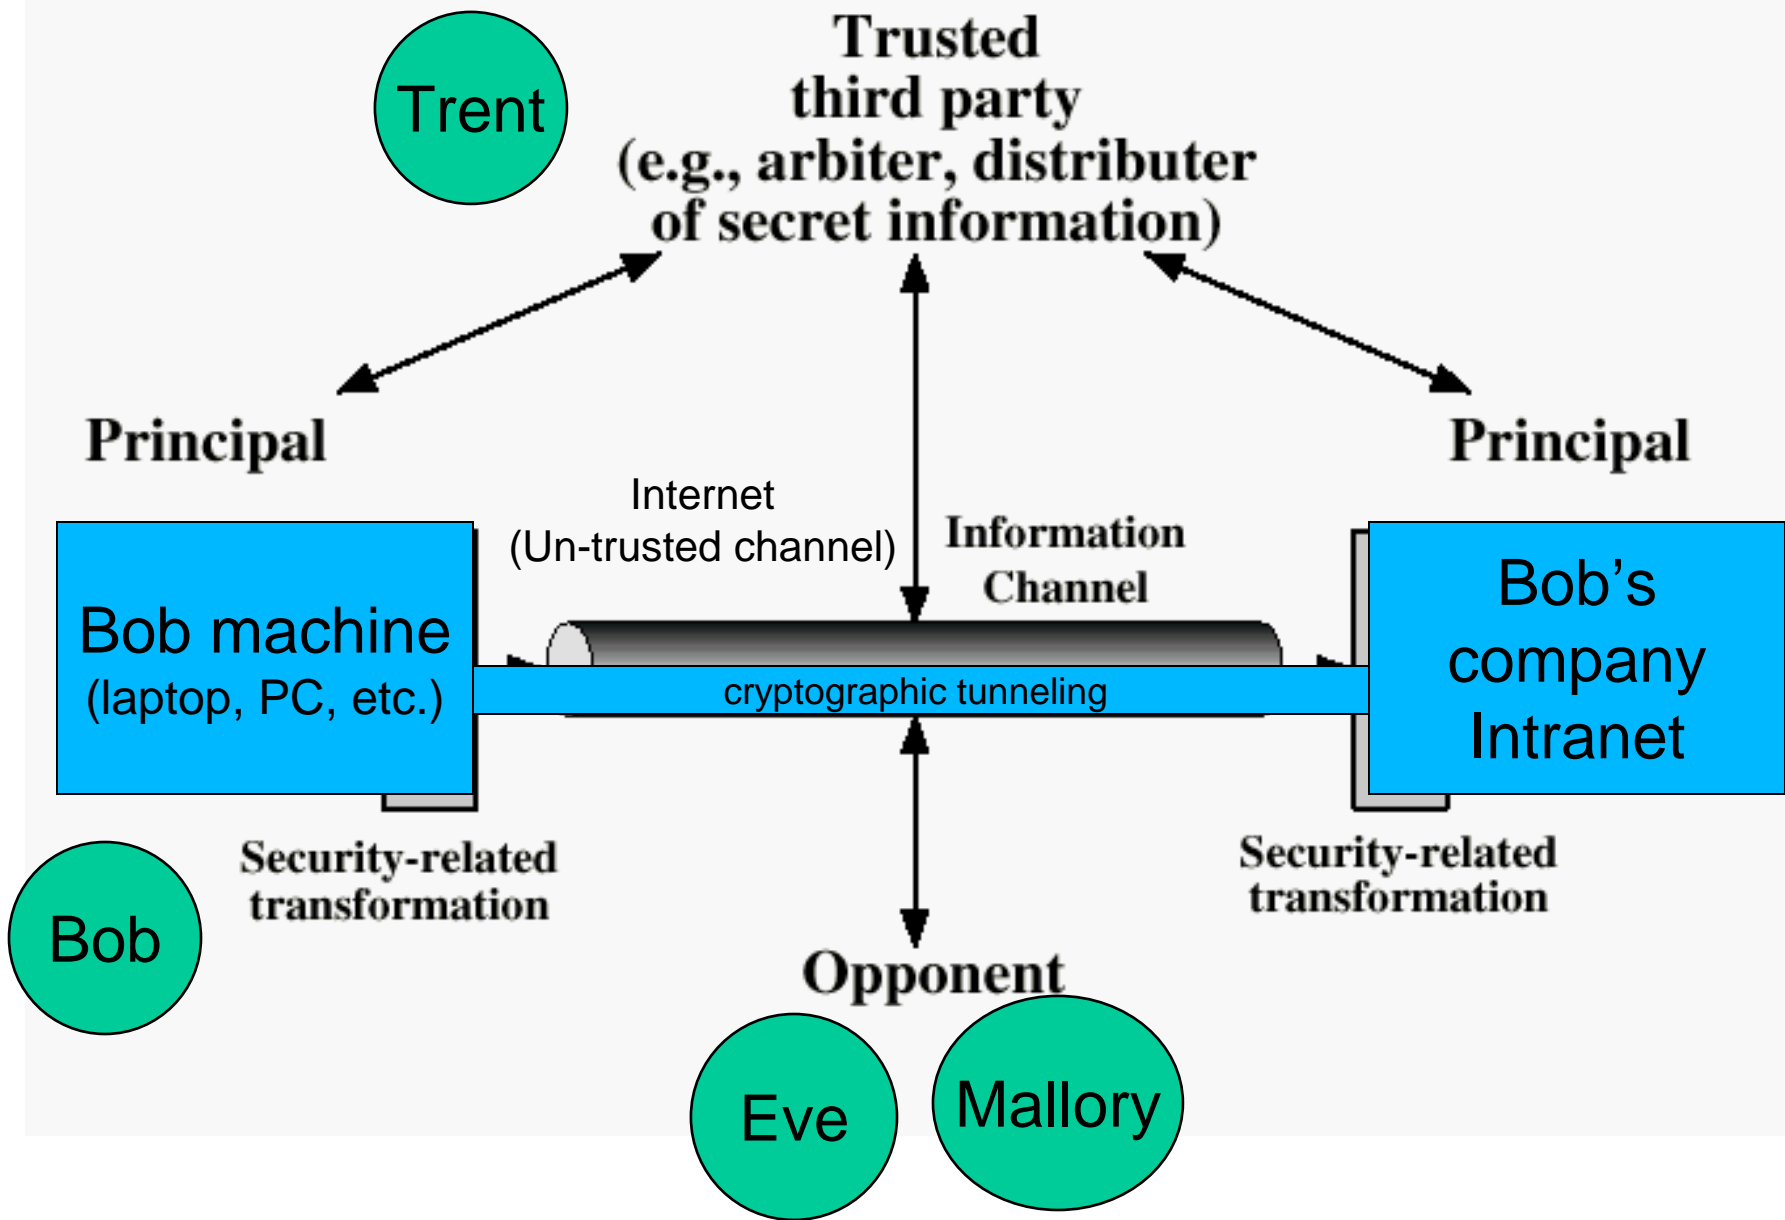 Trent
Trusted
third party
(e.g., arbiter, distributer
of secret information)
Principal
Principal
Internet
(Un-trusted channel)
Information
Channel
Bob machine
(laptop, PC, etc.)
cryptographic tunneling
Bob’s
company
Intranet
Security-related
transformation
Security-related
transformation
Bob
Opponent
Eve
Mallory